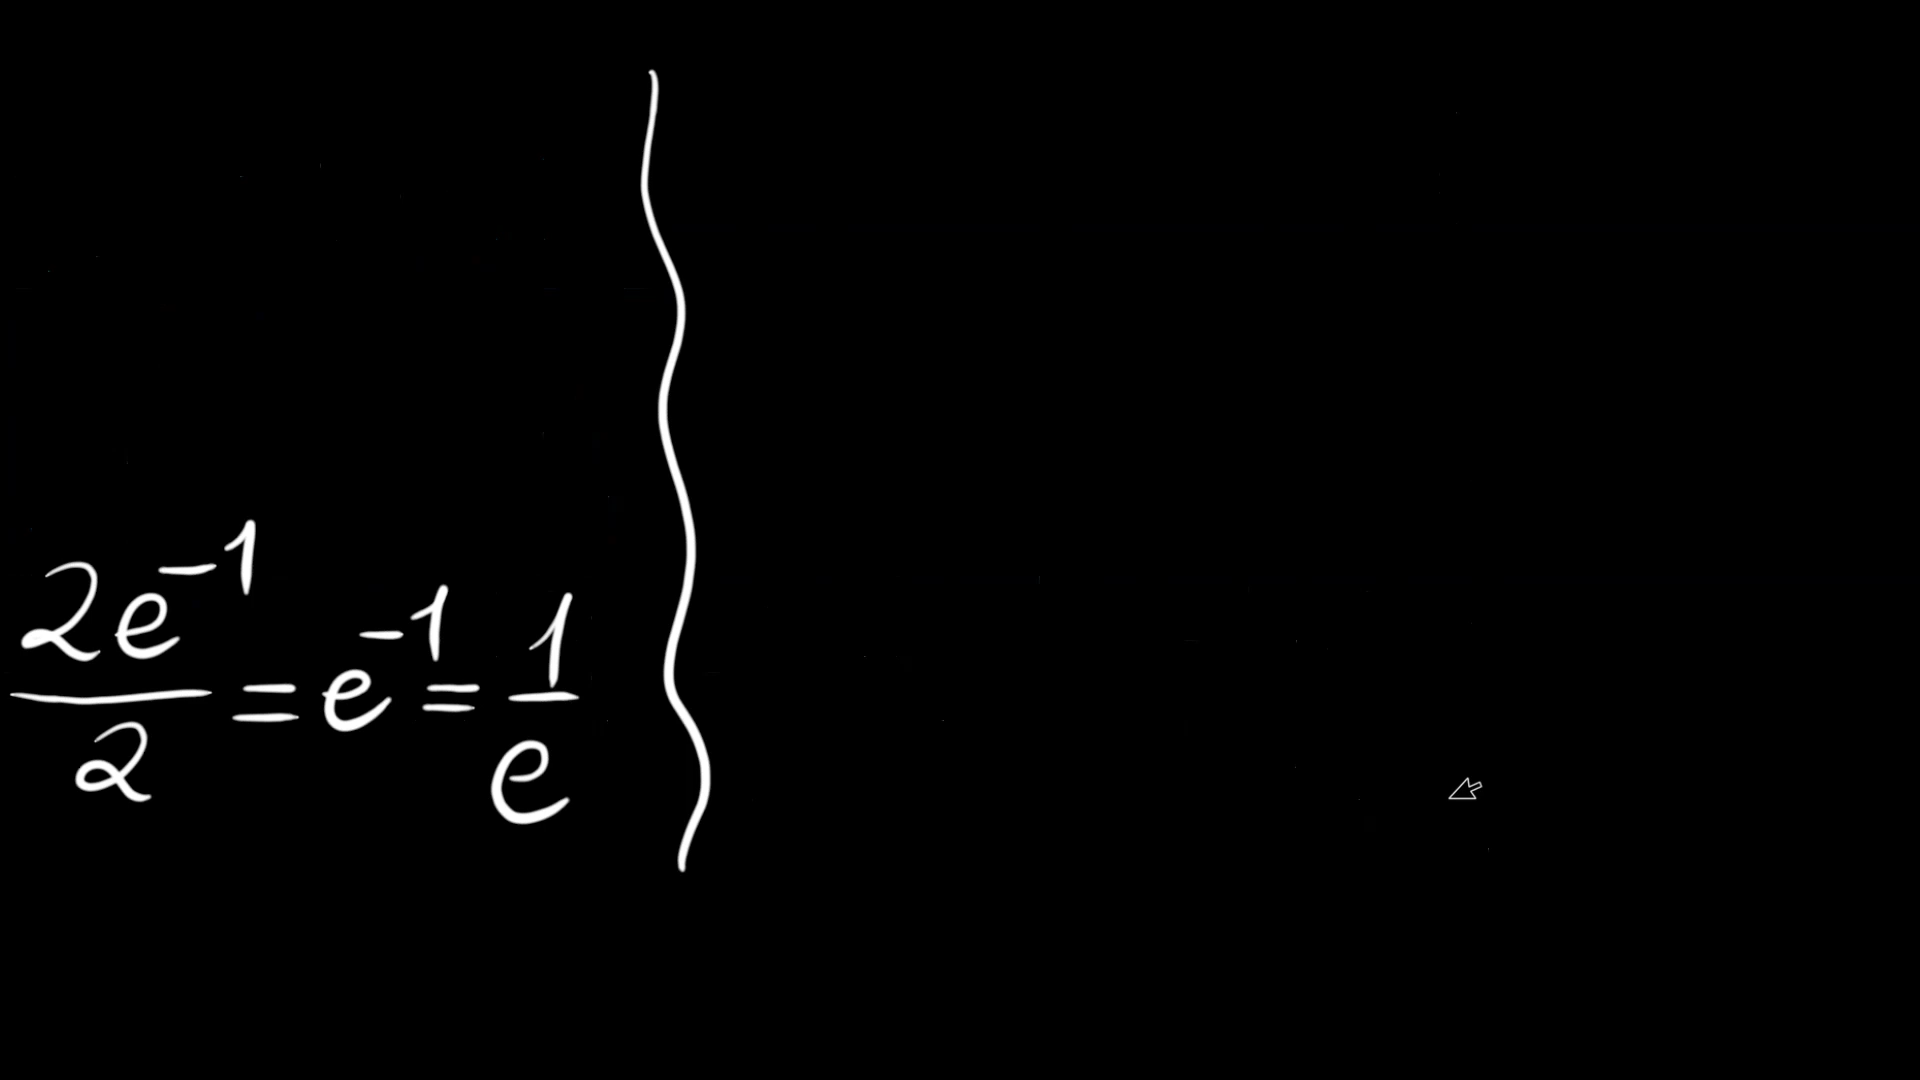 2e⁻¹/2 = e⁻¹ = 1/e